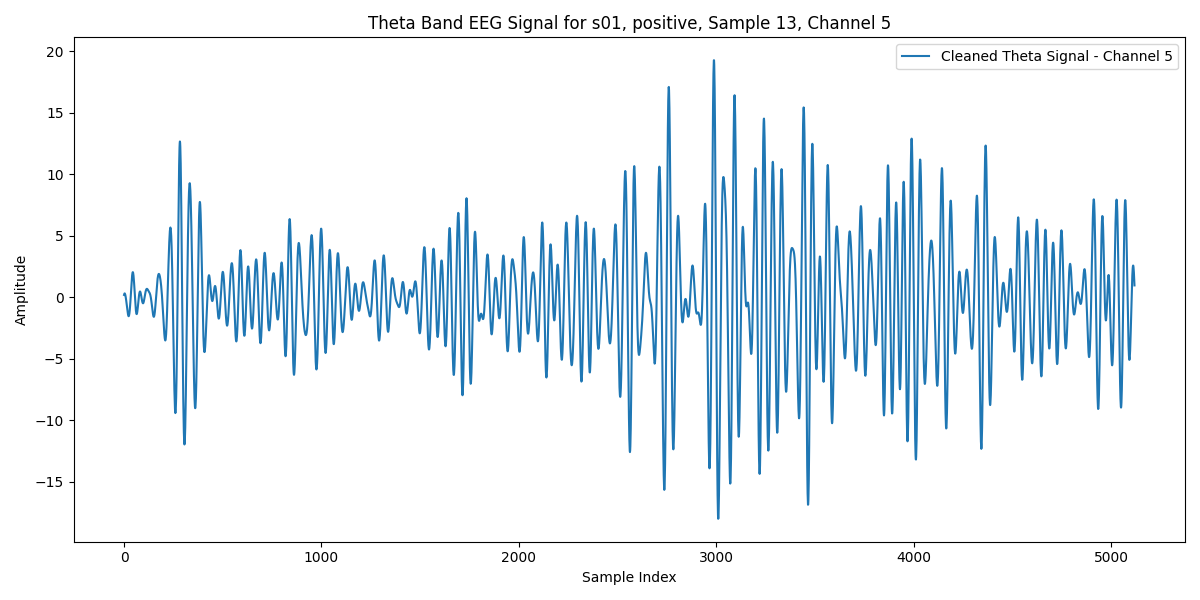 Theta Band EEG Signal for s01, positive, Sample 13, Channel 5
Cleaned Theta Signal - Channel 5
Amplitude
20
15
10
5
0
−5
−10
−15
0 1000 2000 3000 4000 5000
Sample Index